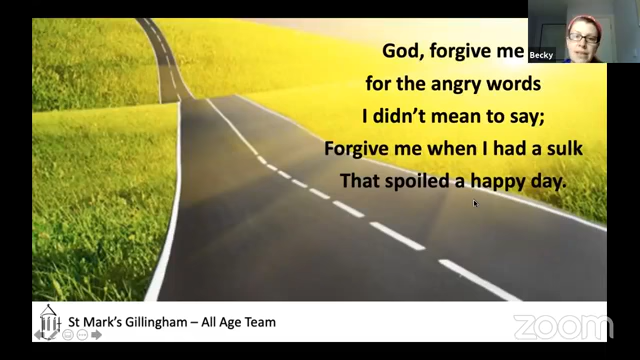 God, forgive me
for the angry words
I didn't mean to say;
Forgive me when I had a sulk
That spoiled a happy day.
Becky
St Mark's Gillingham – All Age Team
zoom